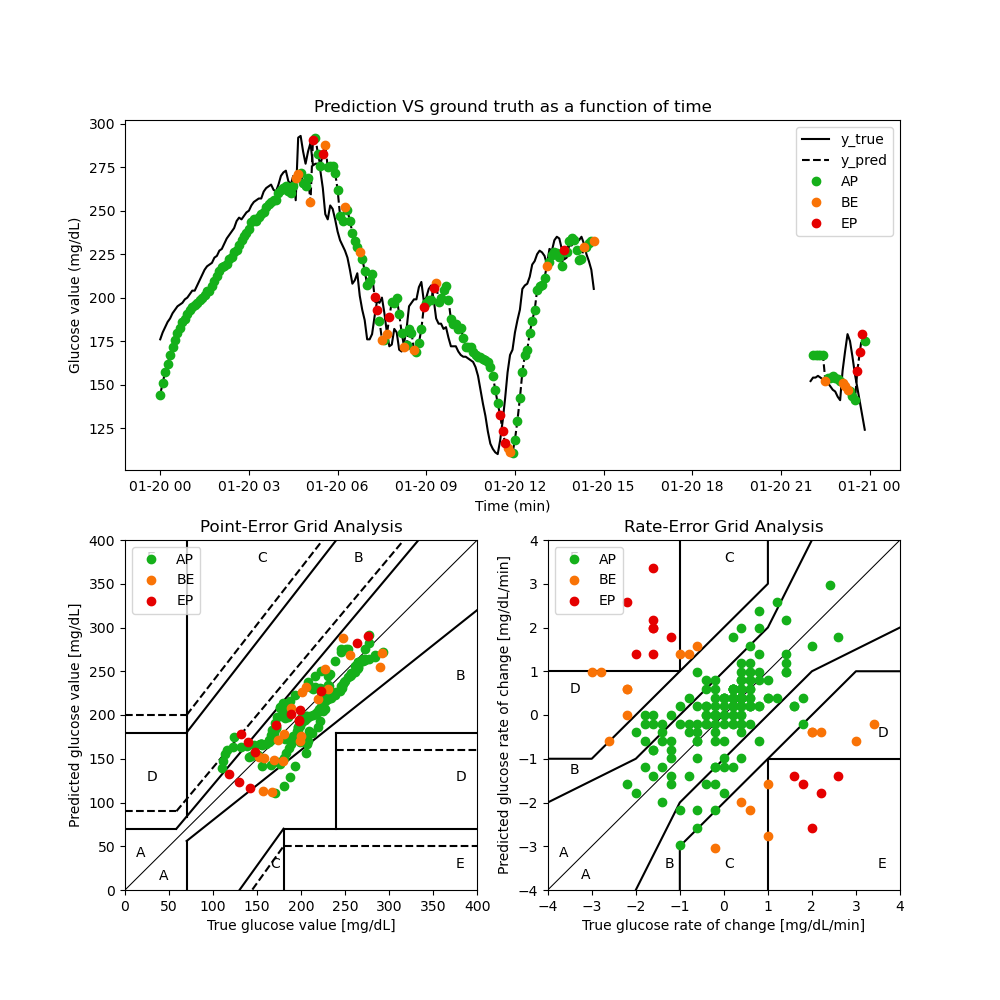 Prediction VS ground truth as a function of time
Glucose value (mg/dL)
300
275
250
225
200
175
150
125
y_true
y_pred
AP
BE
EP
01-20 00 01-20 03 01-20 06 01-20 09 01-20 12 01-20 15 01-20 18 01-20 21 01-21 00
Time (min)
Point-Error Grid Analysis
Predicted glucose value [mg/dL]
400
350
300
250
200
150
100
50
0
AP
BE
EP
C
B
B
D
D
A
A
C
E
0 50 100 150 200 250 300 350 400
True glucose value [mg/dL]
Rate-Error Grid Analysis
Predicted glucose rate of change [mg/dL/min]
4
3
2
1
0
−1
−2
−3
−4
AP
BE
EP
C
D
D
B
A
A
B
C
E
−4 −3 −2 −1 0 1 2 3 4
True glucose rate of change [mg/dL/min]